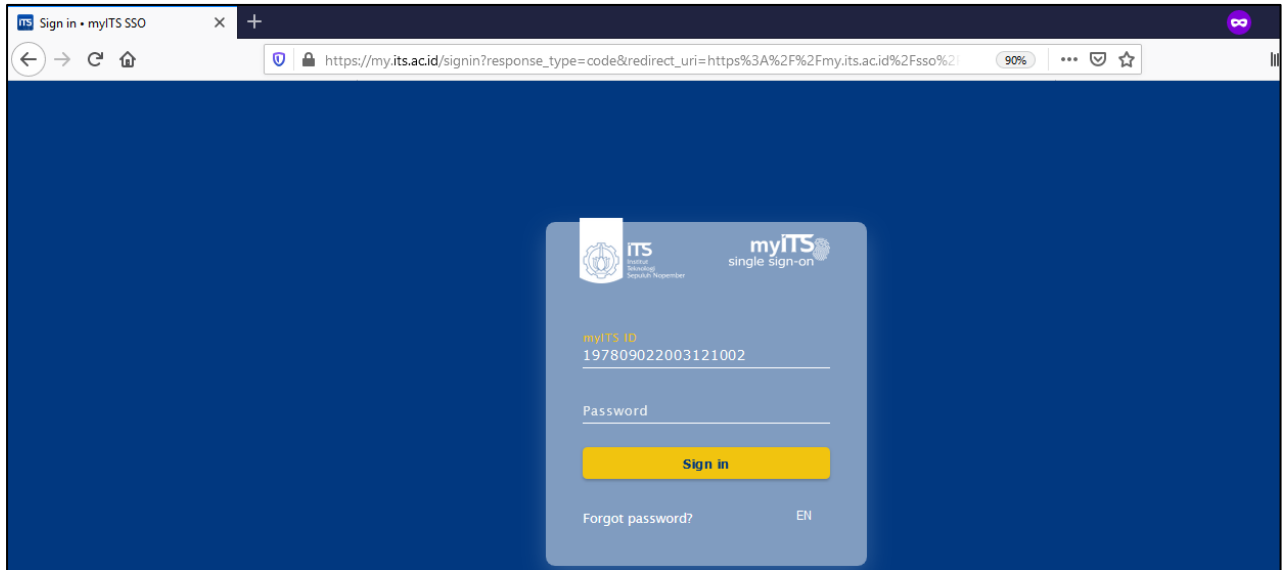 ITS Sign in • myITS SSO
https://my.its.ac.id/signin?response_type=code&redirect_uri=https%3A%2F%2Fmy.its.ac.id%2Fsso%2 90%
iTS
Institut
Teknologi
Sepuluh Nopember
myiTS
single sign-on
myITS ID
197809022003121002
Password
Sign in
Forgot password?
EN